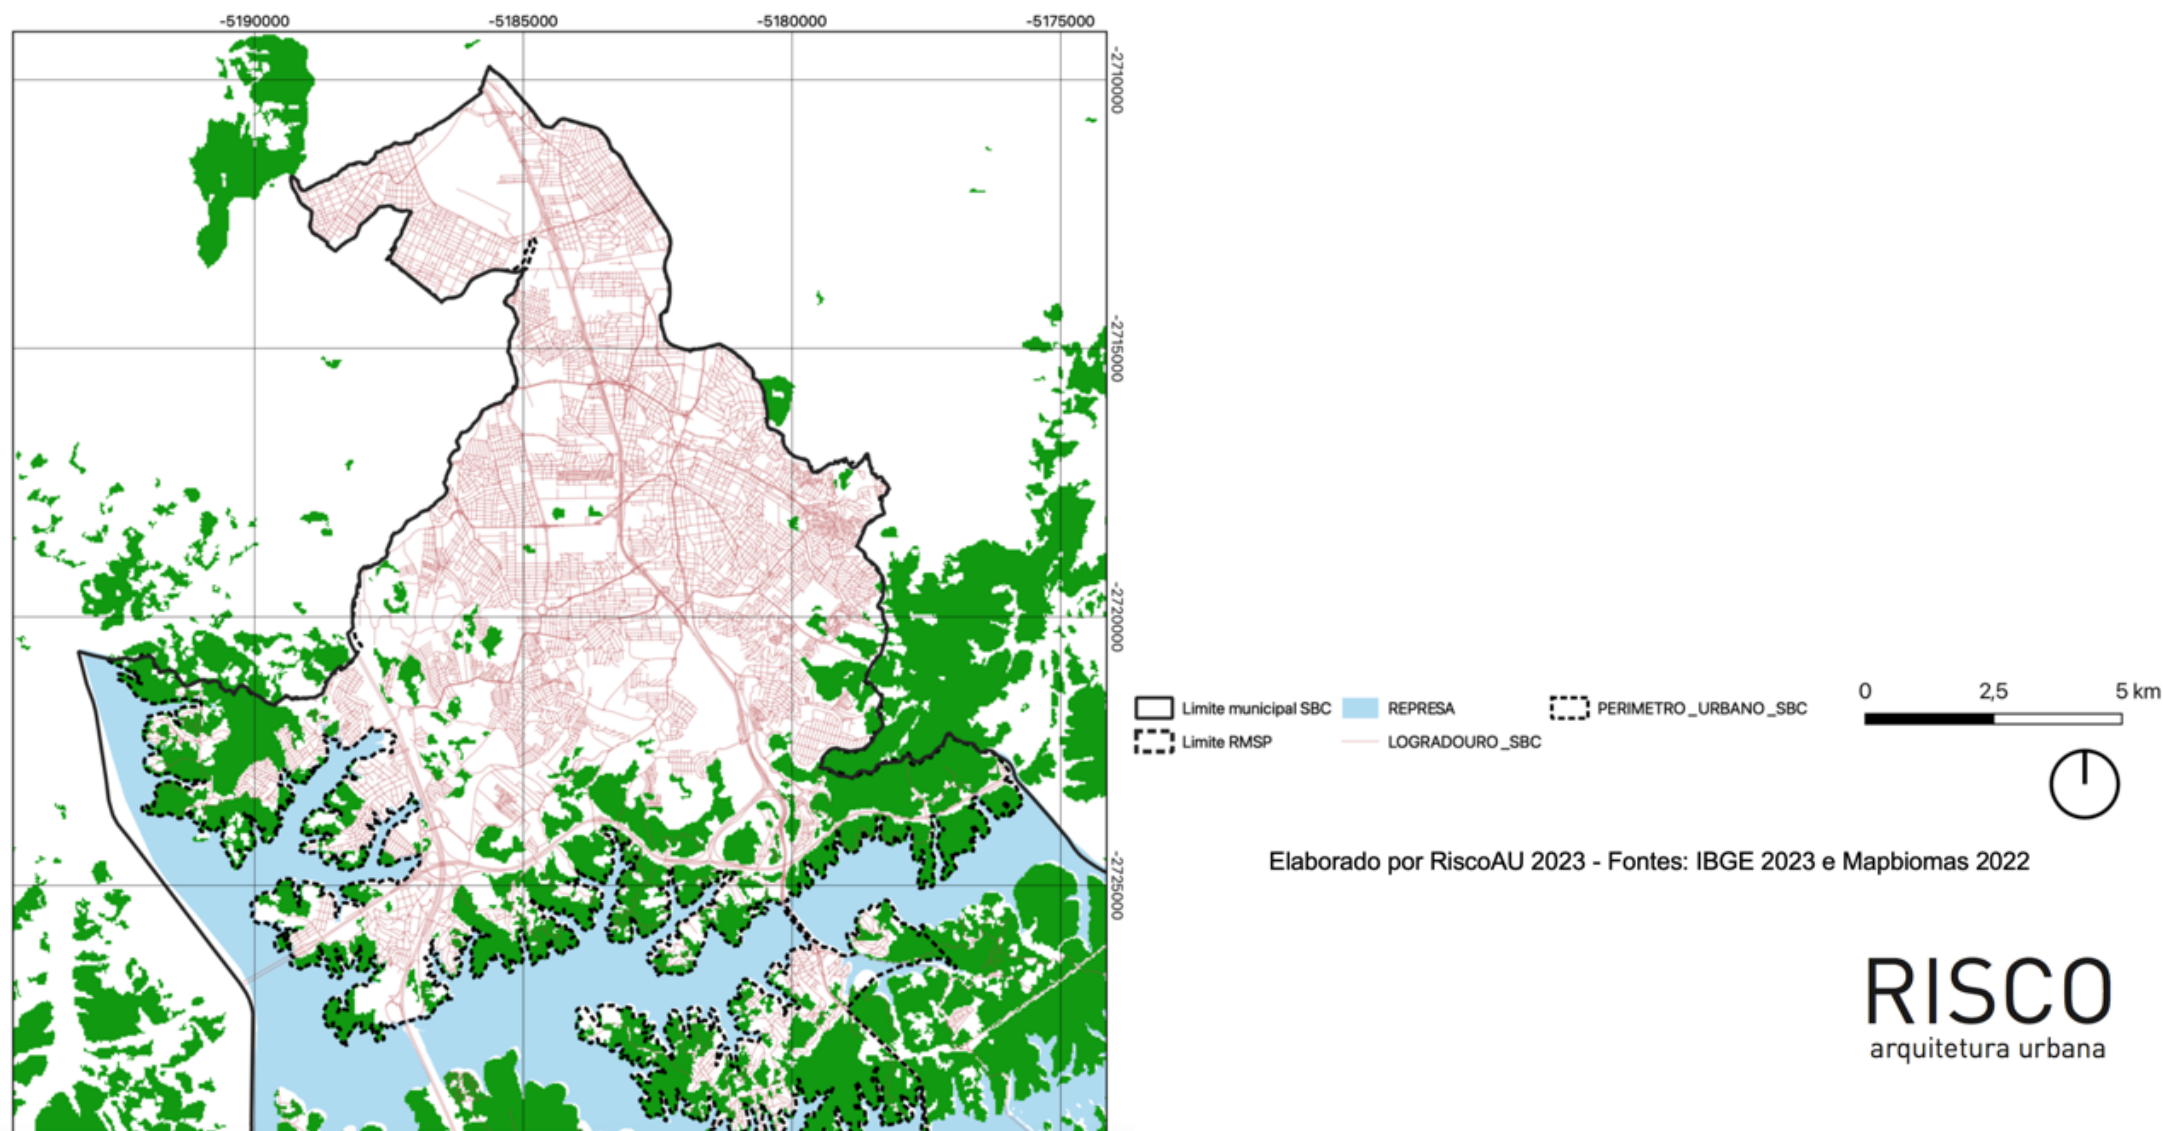 -5190000 -5185000 -5180000 -5175000
-2710000
-2715000
-2720000
-2725000
Limite municipal SBC REPRESA PERIMETRO_URBANO_SBC
Limite RMSP LOGRADOURO_SBC
0 2,5 5 km
Elaborado por RiscoAU 2023 - Fontes: IBGE 2023 e Mapbiomas 2022
RISCO
arquitetura urbana